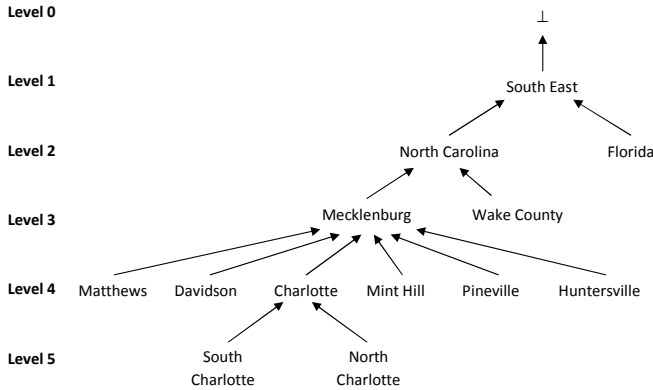 Level 0
⊥
Level 1
South East
Level 2
North Carolina
Florida
Level 3
Mecklenburg
Wake County
Level 4
Matthews
Davidson
Charlotte
Mint Hill
Pineville
Huntersville
Level 5
South
Charlotte
North
Charlotte